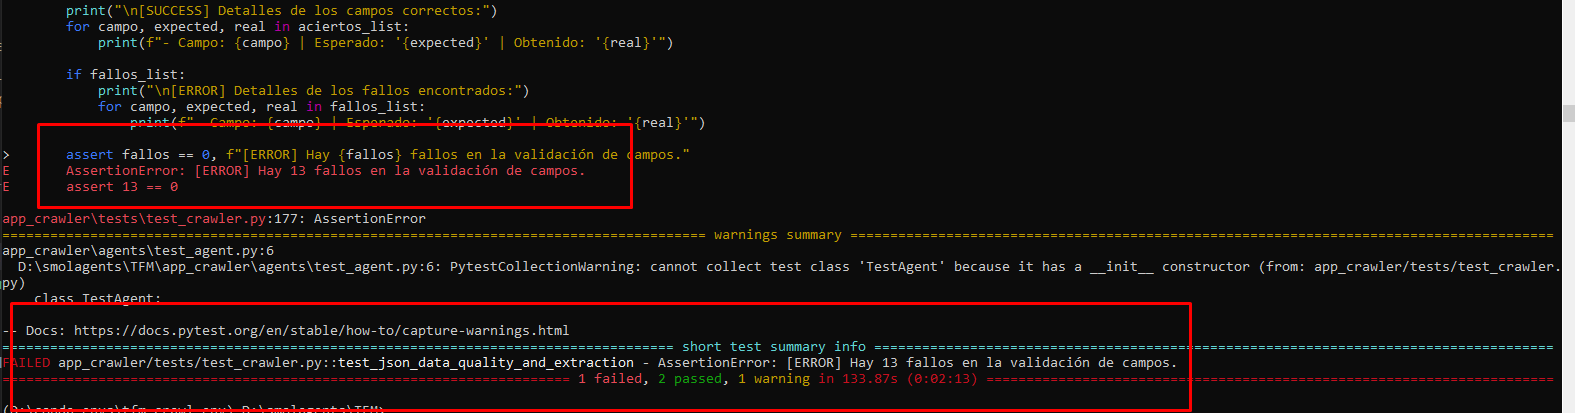 print("\n[SUCCESS] Detalles de los campos correctos:")
for campo, expected, real in aciertos_list:
print(f"- Campo: {campo} | Esperado: '{expected}' | Obtenido: '{real}'")
if fallos_list:
print("\n[ERROR] Detalles de los fallos encontrados:")
for campo, expected, real in fallos_list:
print(f"- Campo: {campo} | Esperado: '{expected}' | Obtenido: '{real}'")
> assert fallos == 0, f"[ERROR] Hay {fallos} fallos en la validación de campos."
E AssertionError: [ERROR] Hay 13 fallos en la validación de campos.
E assert 13 == 0
app_crawler\tests\test_crawler.py:177: AssertionError
warnings summary
app_crawler\agents\test_agent.py:6
D:\smolagents\TFM\app_crawler\agents\test_agent.py:6: PytestCollectionWarning: cannot collect test class 'TestAgent' because it has a __init__ constructor (from: app_crawler/tests/test_crawler.
py)
class TestAgent:
-- Docs: https://docs.pytest.org/en/stable/how-to/capture-warnings.html
short test summary info
FAILED app_crawler/tests/test_crawler.py::test_json_data_quality_and_extraction - AssertionError: [ERROR] Hay 13 fallos en la validación de campos.
1 failed, 2 passed, 1 warning in 133.87s (0:02:13)